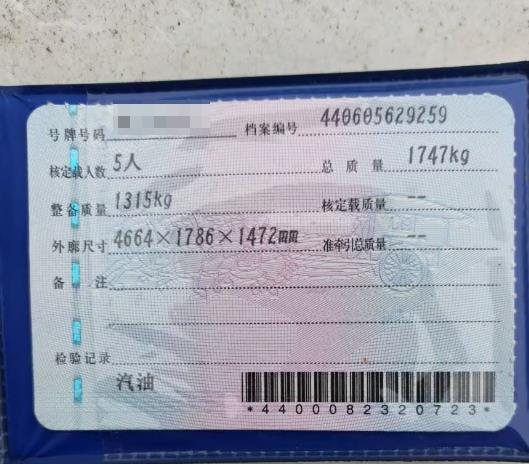 号牌号码 档案编号 440605629259
核定载人数 5人 总质量 1747kg
整备质量 1315kg 核定载质量 --
外廓尺寸 4664×1786×1472mm 准牵引总质量 --
备注
检验记录
汽油
*4400082320723*